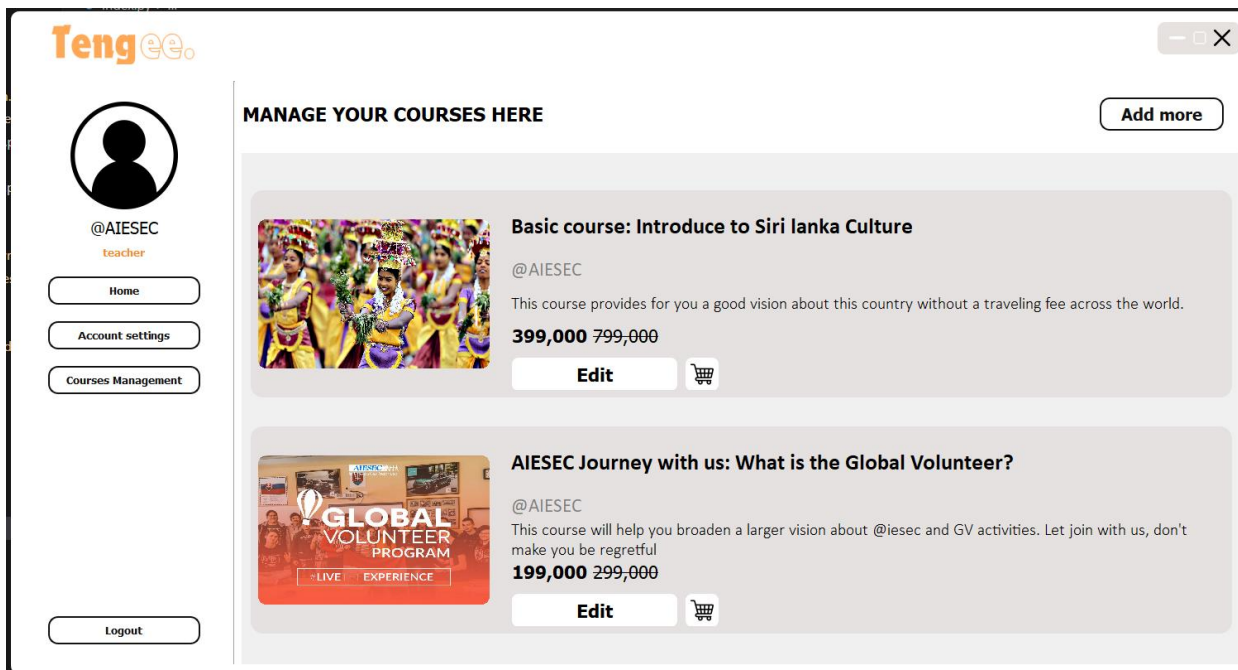 Tengee.
@AIESEC
teacher
Home
Account settings
Courses Management
Logout
MANAGE YOUR COURSES HERE
Add more
Basic course: Introduce to Siri lanka Culture
@AIESEC
This course provides for you a good vision about this country without a traveling fee across the world.
399,000 799,000
Edit
AIESEC
GLOBAL
VOLUNTEER
PROGRAM
LIVE EXPERIENCE
AIESEC Journey with us: What is the Global Volunteer?
@AIESEC
This course will help you broaden a larger vision about @iesec and GV activities. Let join with us, don't
make you be regretful
199,000 299,000
Edit